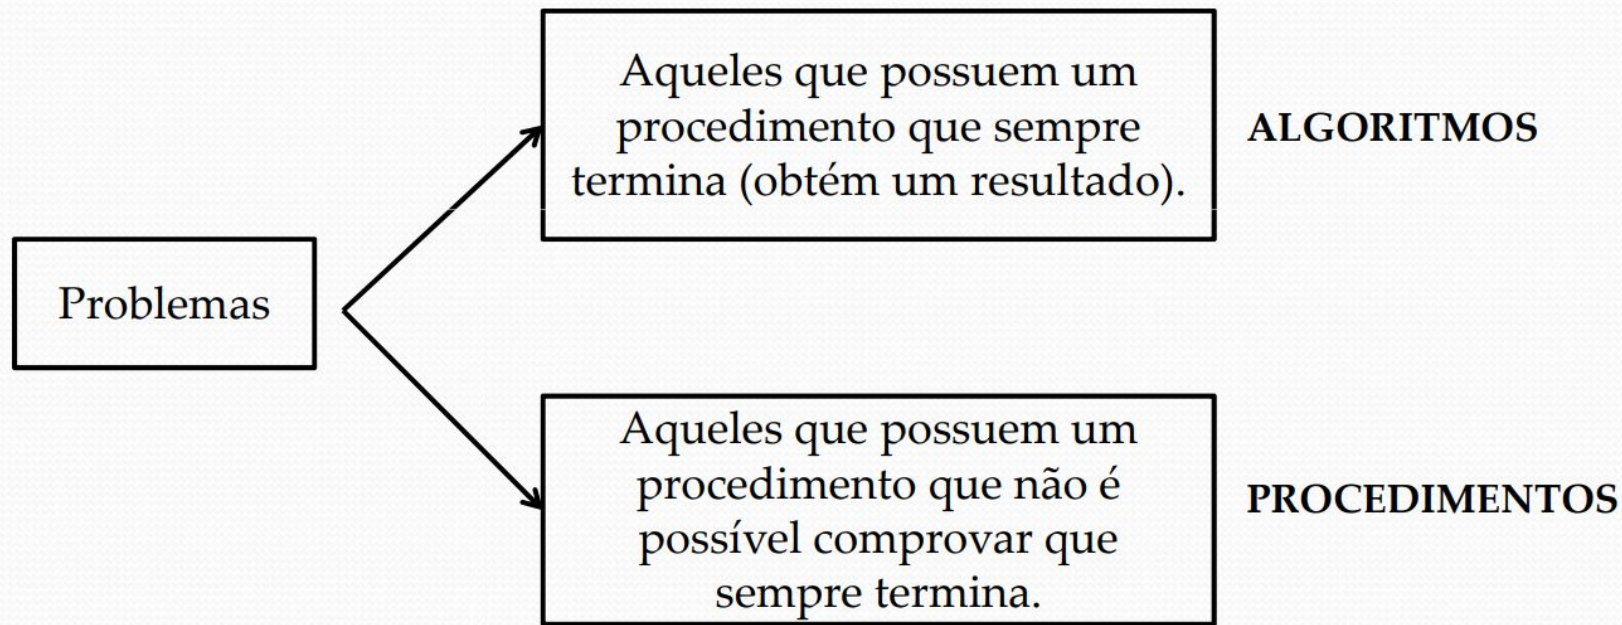 Aqueles que possuem um
procedimento que sempre
termina (obtém um resultado).
ALGORITMOS
Problemas
Aqueles que possuem um
procedimento que não é
possível comprovar que
sempre termina.
PROCEDIMENTOS